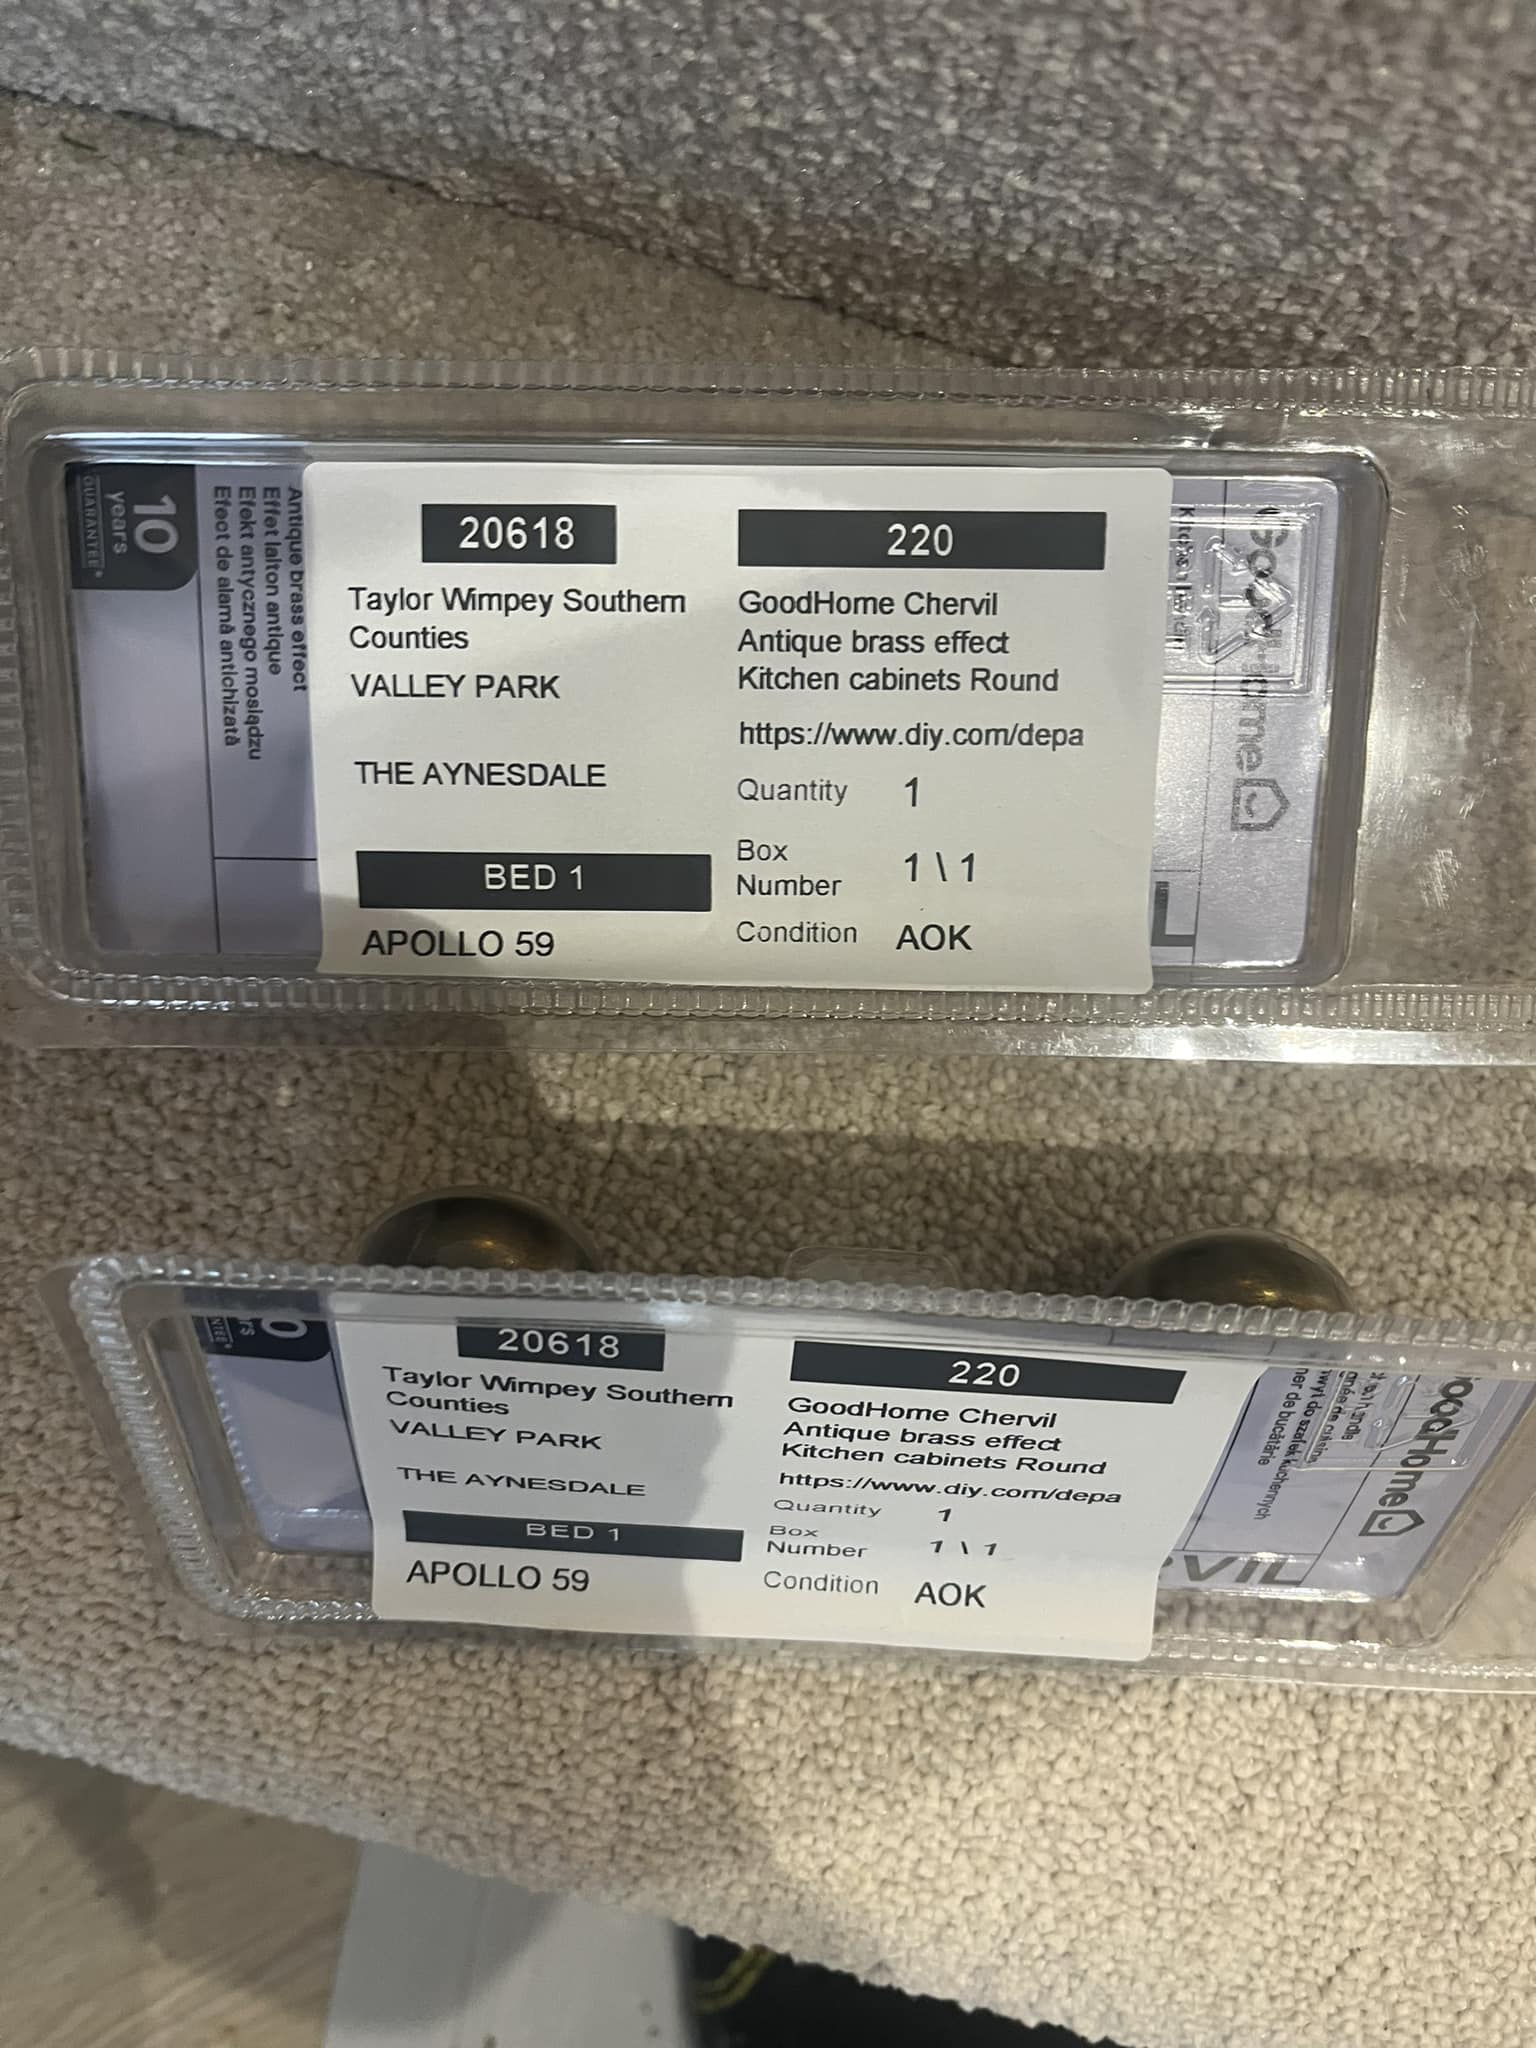 10
years
GUARANTEE*
Antique brass effect
Effet laiton antique
Efekt antycznego mosiądzu
Efect de alamă antichizată
20618
Taylor Wimpey Southern
Counties
VALLEY PARK
THE AYNESDALE
BED 1
APOLLO 59
220
GoodHome Chervil
Antique brass effect
Kitchen cabinets Round
https://www.diy.com/depa
Quantity 1
Box
Number 1 \ 1
Condition AOK
GoodHome
20618
Taylor Wimpey Southern
Counties
VALLEY PARK
THE AYNESDALE
BED 1
APOLLO 59
220
GoodHome Chervil
Antique brass effect
Kitchen cabinets Round
https://www.diy.com/depa
Quantity 1
Box
Number 1 \ 1
Condition AOK
VIL
oodHome